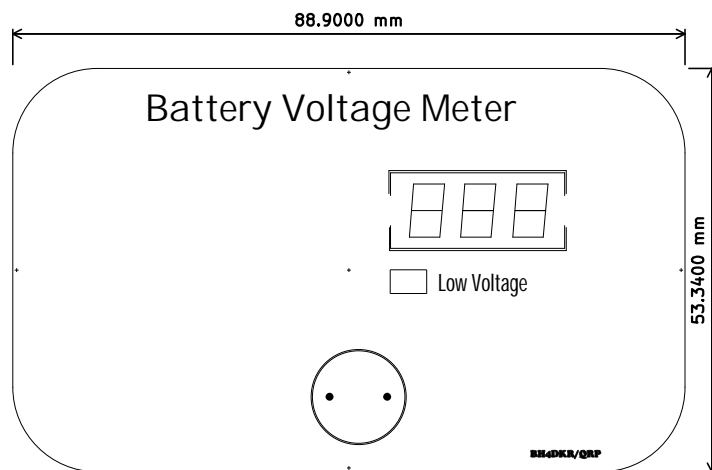 88.9000 mm
Battery Voltage Meter
Low Voltage
53.3400 mm
BH4DKR/QRP